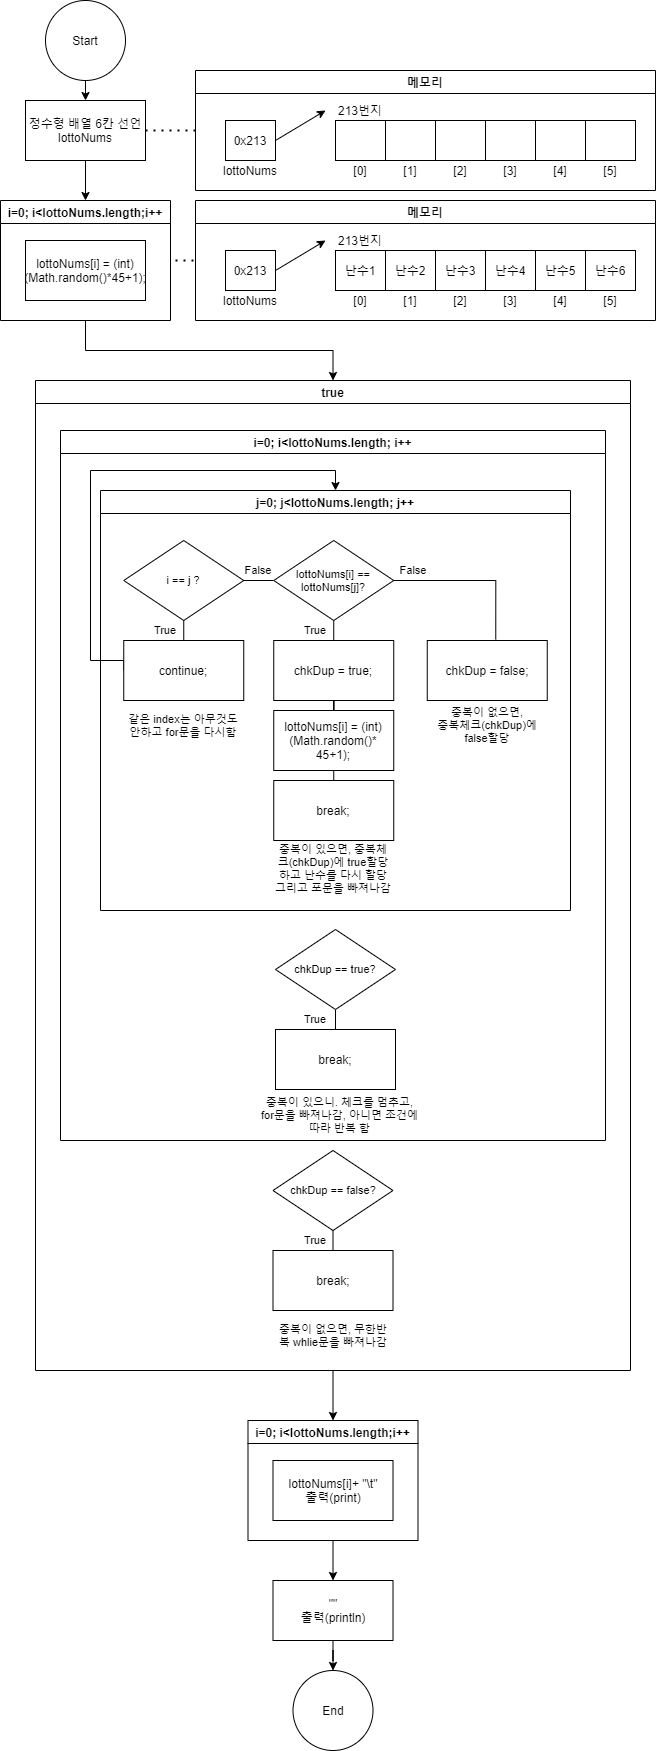 Start
정수형 배열 6칸 선언
lottoNums
메모리
213번지
0x213
lottoNums
[0]
[1]
[2]
[3]
[4]
[5]
i=0; i<lottoNums.length;i++
lottoNums[i] = (int)
(Math.random()*45+1);
메모리
213번지
0x213
난수1
난수2
난수3
난수4
난수5
난수6
lottoNums
[0]
[1]
[2]
[3]
[4]
[5]
true
i=0; i<lottoNums.length; i++
j=0; j<lottoNums.length; j++
i == j ?
False
lottoNums[i] ==
lottoNums[j]?
False
True
True
continue;
chkDup = true;
chkDup = false;
같은 index는 아무것도
안하고 for문을 다시함
lottoNums[i] = (int)
(Math.random()*
45+1);
중복이 없으면,
중복체크(chkDup)에
false할당
break;
중복이 있으면, 중복체
크(chkDup)에 true할당
하고 난수를 다시 할당
그리고 포문을 빠져나감
chkDup == true?
True
break;
중복이 있으니. 체크를 멈추고,
for문을 빠져나감, 아니면 조건에
따라 반복 함
chkDup == false?
True
break;
중복이 없으면, 무한반
복 whlie문을 빠져나감
i=0; i<lottoNums.length;i++
lottoNums[i]+ "\t"
출력(print)
""
출력(println)
End